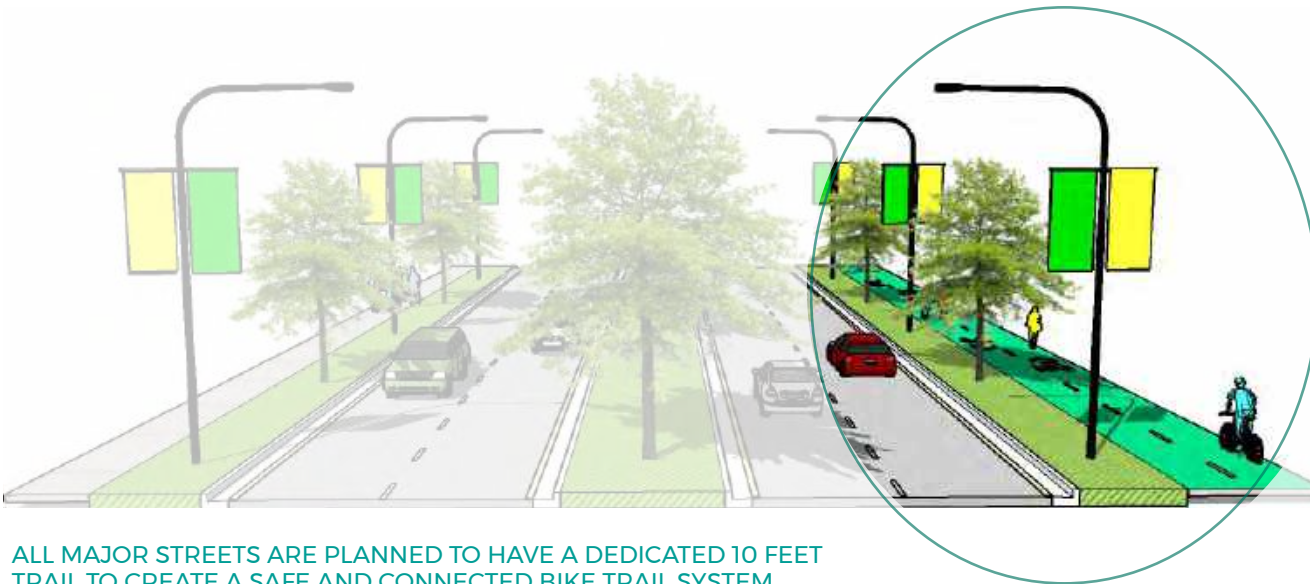 ALL MAJOR STREETS ARE PLANNED TO HAVE A DEDICATED 10 FEET
TRAIL TO CREATE A SAFE AND CONNECTED BIKE TRAIL SYSTEM